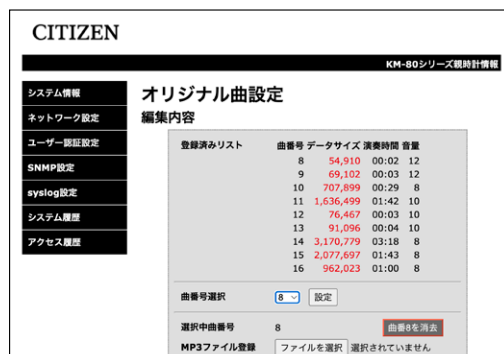 CITIZEN
KM-80シリーズ親時計情報
システム情報
ネットワーク設定
ユーザー認証設定
SNMP設定
syslog設定
システム履歴
アクセス履歴
オリジナル曲設定
編集内容
登録済みリスト 曲番号 データサイズ 演奏時間 音量
8 54,910 00:02 12
9 69,102 00:03 12
10 707,899 00:29 8
11 1,636,499 01:42 10
12 76,467 00:03 10
13 91,096 00:04 10
14 3,170,779 03:18 8
15 2,077,697 01:43 8
16 962,023 01:00 8
曲番号選択 8 設定
選択中曲番号 8 曲番8を消去
MP3ファイル登録 ファイルを選択 選択されていません